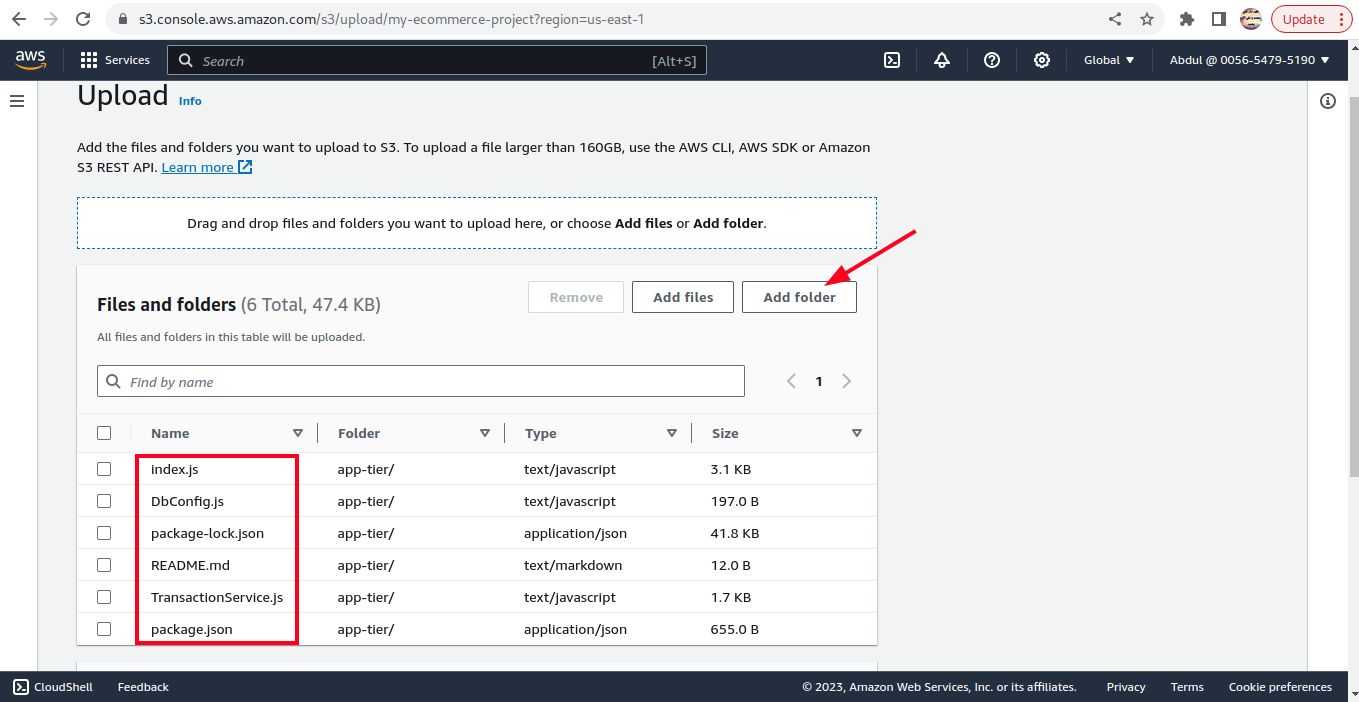 s3.console.aws.amazon.com/s3/upload/my-ecommerce-project?region=us-east-1
Update
aws
Services
Search
[Alt+S]
Global
Abdul @ 0056-5479-5190
Upload Info
Add the files and folders you want to upload to S3. To upload a file larger than 160GB, use the AWS CLI, AWS SDK or Amazon
S3 REST API. Learn more
Drag and drop files and folders you want to upload here, or choose Add files or Add folder.
Files and folders (6 Total, 47.4 KB)
Remove
Add files
Add folder
All files and folders in this table will be uploaded.
Find by name
1
Name Folder Type Size
index.js app-tier/ text/javascript 3.1 KB
DbConfig.js app-tier/ text/javascript 197.0 B
package-lock.json app-tier/ application/json 41.8 KB
README.md app-tier/ text/markdown 12.0 B
TransactionService.js app-tier/ text/javascript 1.7 KB
package.json app-tier/ application/json 655.0 B
CloudShell Feedback © 2023, Amazon Web Services, Inc. or its affiliates. Privacy Terms Cookie preferences